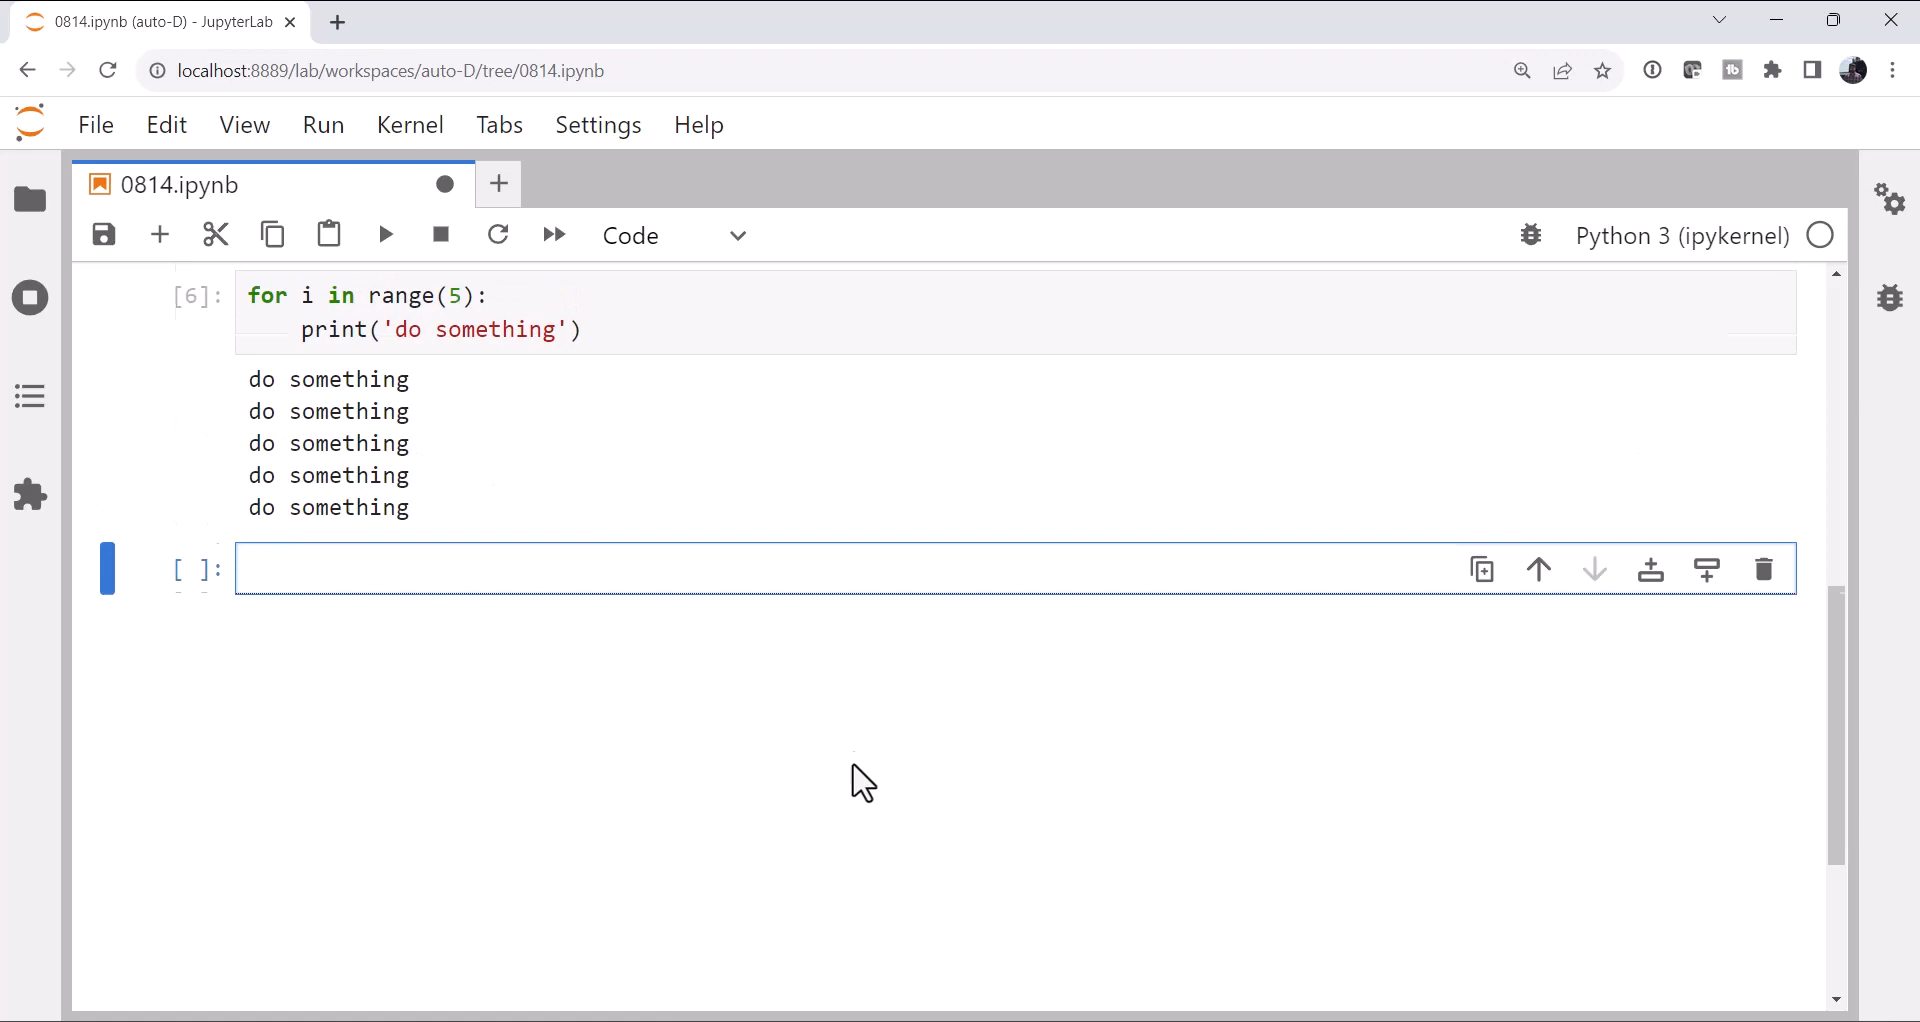 0814.ipynb (auto-D) - JupyterLab
localhost:8889/lab/workspaces/auto-D/tree/0814.ipynb
File Edit View Run Kernel Tabs Settings Help
0814.ipynb
Code Python 3 (ipykernel)
[6]: for i in range(5):
print('do something')
do something
do something
do something
do something
do something
[ ]: